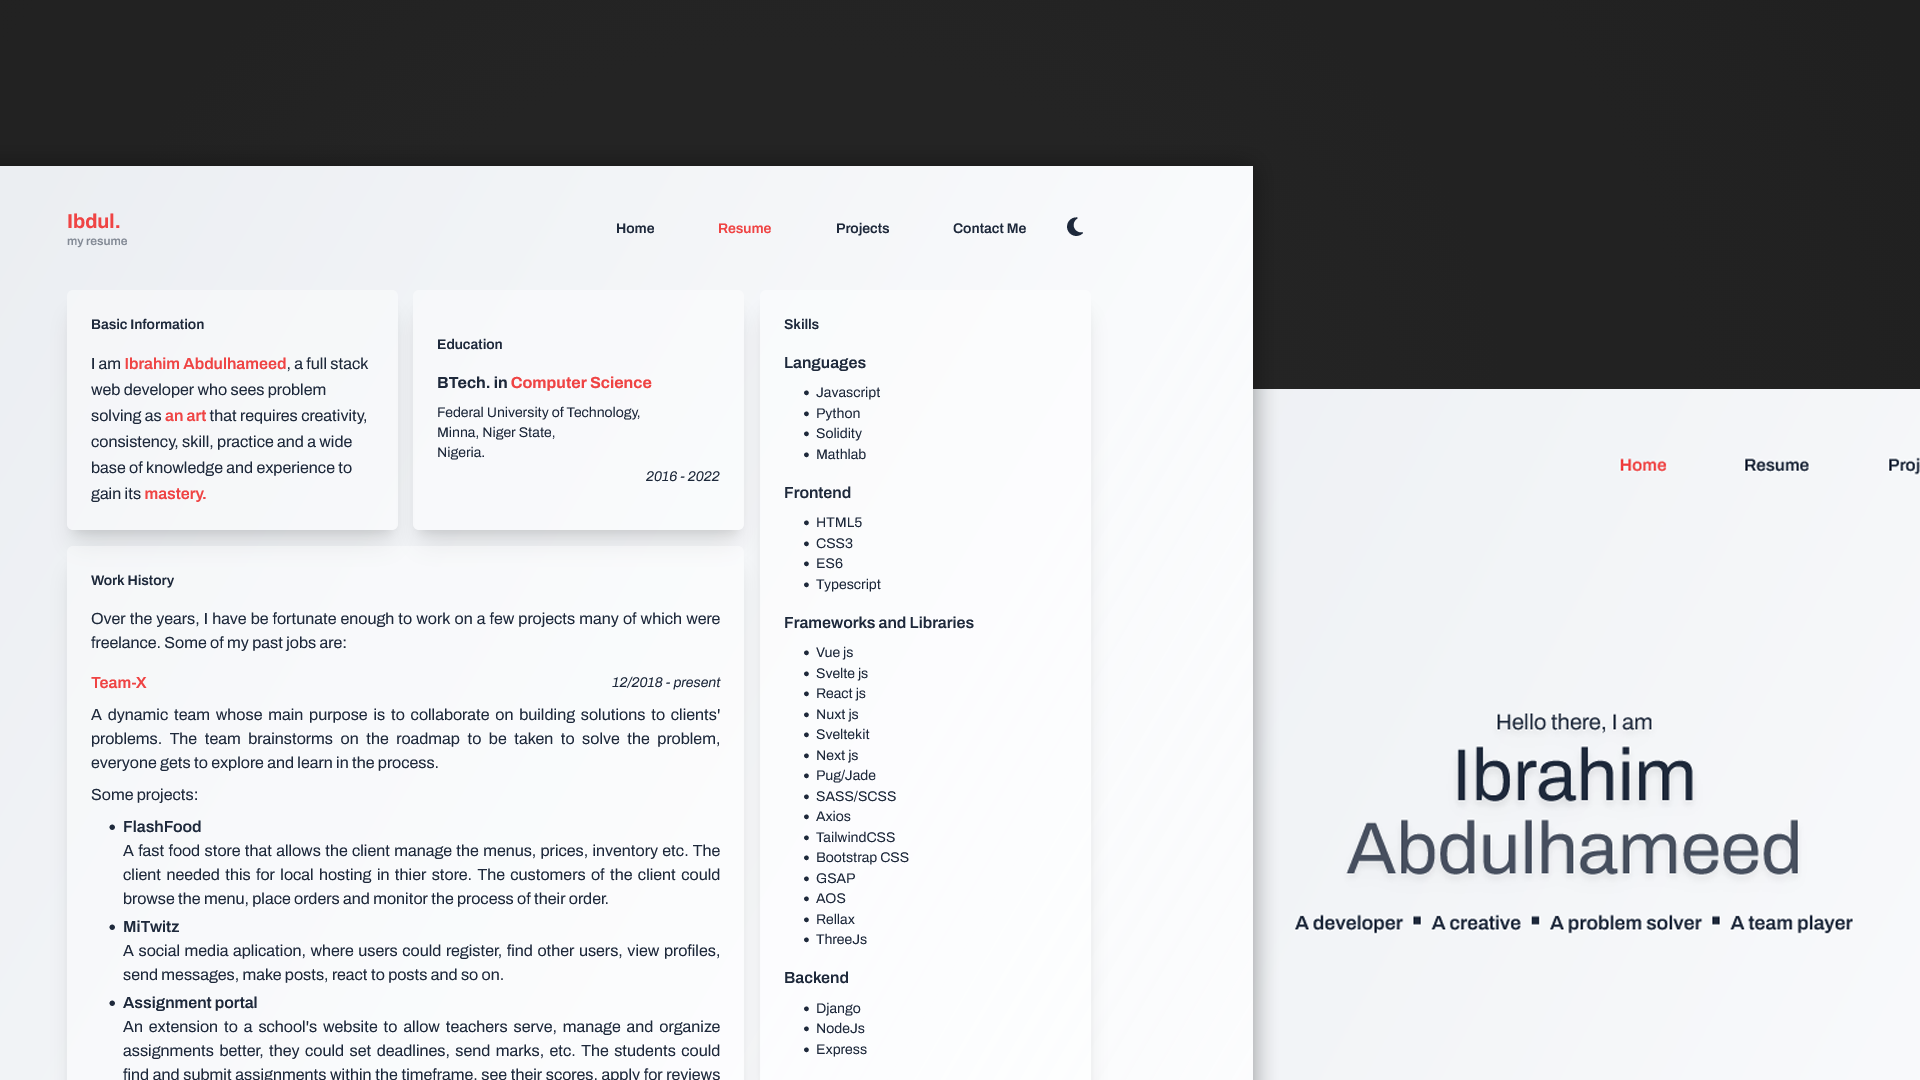 Ibdul.
my resume
Home
Resume
Projects
Contact Me
Basic Information
I am Ibrahim Abdulhameed, a full stack
web developer who sees problem
solving as an art that requires creativity,
consistency, skill, practice and a wide
base of knowledge and experience to
gain its mastery.
Education
BTech. in Computer Science
Federal University of Technology,
Minna, Niger State,
Nigeria.
2016 - 2022
Work History
Over the years, I have be fortunate enough to work on a few projects many of which were
freelance. Some of my past jobs are:
Team-X
12/2018 - present
A dynamic team whose main purpose is to collaborate on building solutions to clients'
problems. The team brainstorms on the roadmap to be taken to solve the problem,
everyone gets to explore and learn in the process.
Some projects:
• FlashFood
A fast food store that allows the client manage the menus, prices, inventory etc. The
client needed this for local hosting in thier store. The customers of the client could
browse the menu, place orders and monitor the process of their order.
• MiTwitz
A social media aplication, where users could register, find other users, view profiles,
send messages, make posts, react to posts and so on.
• Assignment portal
An extension to a school's website to allow teachers serve, manage and organize
assignments better, they could set deadlines, send marks, etc. The students could
find and submit assignments within the timeframe, see their scores, apply for reviews
Skills
Languages
• Javascript
• Python
• Solidity
• Mathlab
Frontend
• HTML5
• CSS3
• ES6
• Typescript
Frameworks and Libraries
• Vue js
• Svelte js
• React js
• Nuxt js
• Sveltekit
• Next js
• Pug/Jade
• SASS/SCSS
• Axios
• TailwindCSS
• Bootstrap CSS
• GSAP
• AOS
• Rellax
• ThreeJs
Backend
• Django
• NodeJs
• Express
Home
Resume
Proj
Hello there, I am
Ibrahim
Abdulhameed
A developer ▪ A creative ▪ A problem solver ▪ A team player